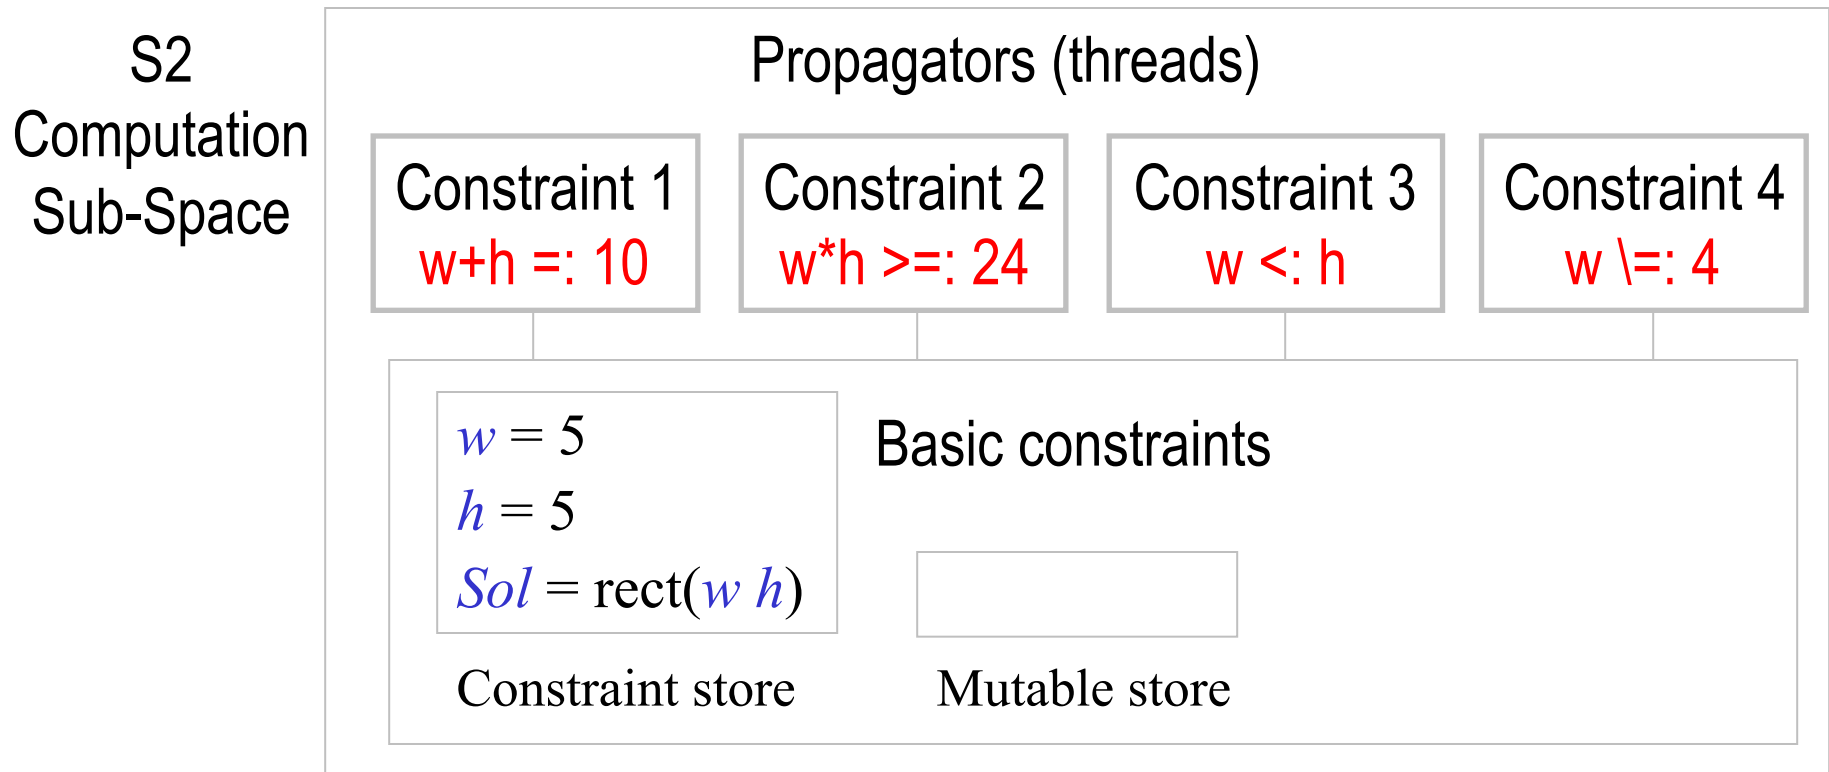 S2
Computation
Sub-Space
Propagators (threads)
Constraint 1
w+h =: 10
Constraint 2
w*h >=: 24
Constraint 3
w <: h
Constraint 4
w \=: 4
w = 5
h = 5
Sol = rect(w h)
Basic constraints
Constraint store
Mutable store